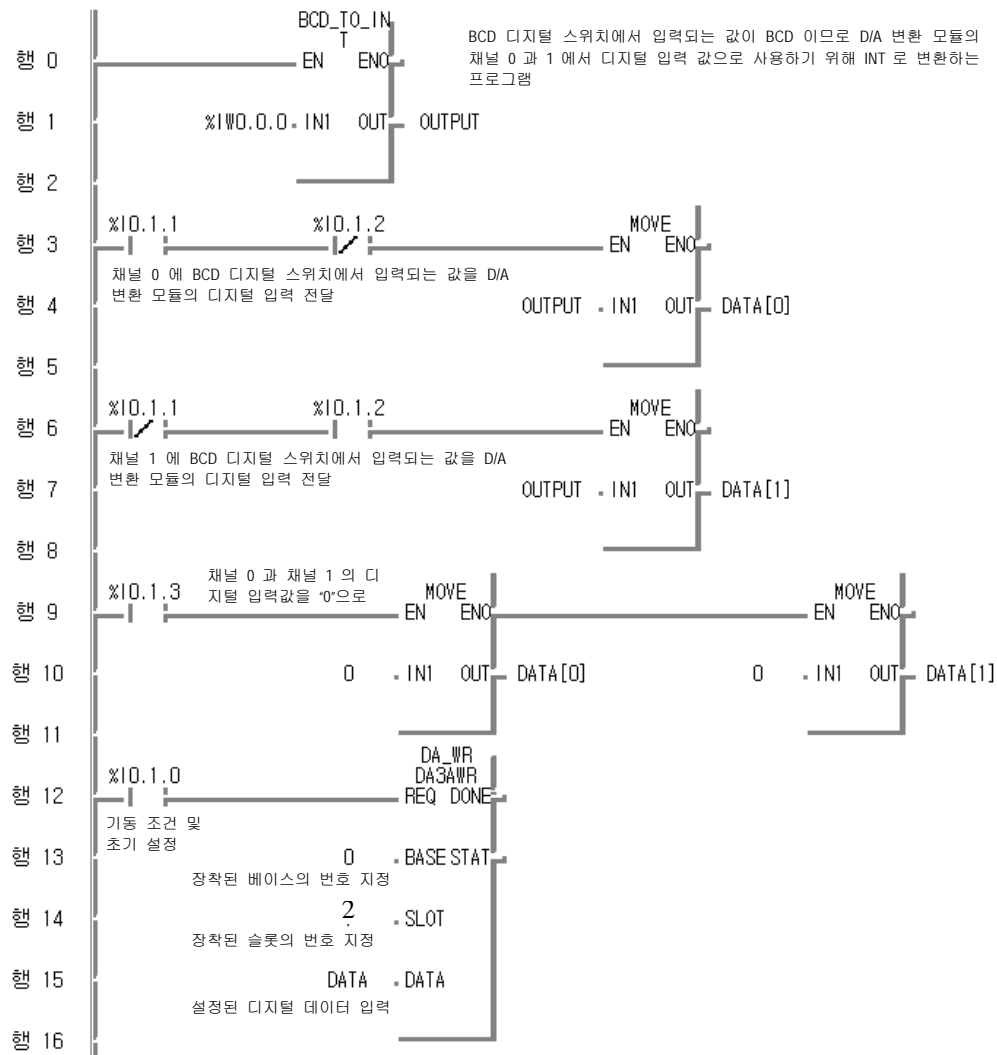 BCD_TO_IN
T
BCD 디지털 스위치에서 입력되는 값이 BCD 이므로 D/A 변환 모듈의
채널 0 과 1 에서 디지털 입력 값으로 사용하기 위해 INT 로 변환하는
프로그램
행 0 EN ENO
행 1 %IW0.0.0 IN1 OUT OUTPUT
행 2
%I0.1.1 %I0.1.2 MOVE
행 3 EN ENO
채널 0 에 BCD 디지털 스위치에서 입력되는 값을 D/A
변환 모듈의 디지털 입력 전달
행 4 OUTPUT IN1 OUT DATA[0]
행 5
%I0.1.1 %I0.1.2 MOVE
행 6 EN ENO
채널 1 에 BCD 디지털 스위치에서 입력되는 값을 D/A
변환 모듈의 디지털 입력 전달
행 7 OUTPUT IN1 OUT DATA[1]
행 8
채널 0 과 채널 1 의 디
지털 입력값을 “0”으로
%I0.1.3 MOVE MOVE
행 9 EN ENO EN ENO
행 10 0 IN1 OUT DATA[0] 0 IN1 OUT DATA[1]
행 11
DA_WR
%I0.1.0 DA3AWR
행 12 REQ DONE
기동 조건 및
초기 설정
행 13 0 BASE STAT
장착된 베이스의 번호 지정
행 14 2 SLOT
장착된 슬롯의 번호 지정
행 15 DATA DATA
설정된 디지털 데이터 입력
행 16